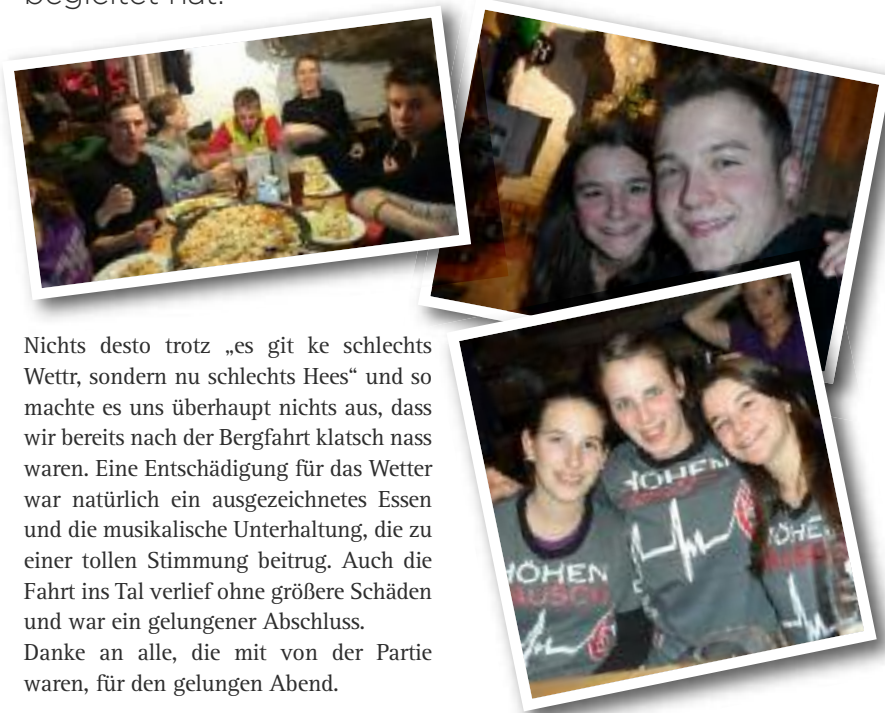 begleitet hat.
Nichts desto trotz „es git ke schlechts
Wettr, sondern nu schlechts Hees“ und so
machte es uns überhaupt nichts aus, dass
wir bereits nach der Bergfahrt klatsch nass
waren. Eine Entschädigung für das Wetter
war natürlich ein ausgezeichnetes Essen
und die musikalische Unterhaltung, die zu
einer tollen Stimmung beitrug. Auch die
Fahrt ins Tal verlief ohne größere Schäden
und war ein gelungener Abschluss.
Danke an alle, die mit von der Partie
waren, für den gelungen Abend.
HÖHEN
HÖHEN
RAUSCH
HÖHEN